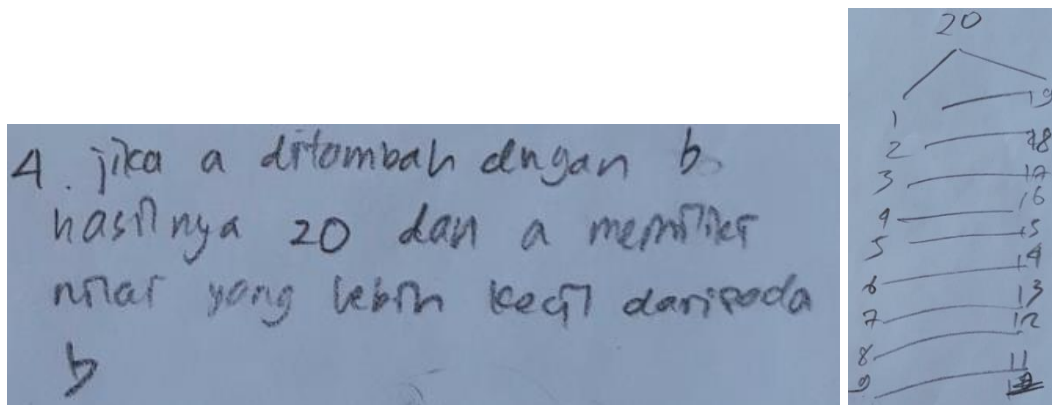 4. jika a ditambah dngan b
hasilnya 20 dan a memiliki
nilai yang lebih kecil daripada
b
20
1 19
2 18
3 17
4 16
5 15
6 14
7 13
8 12
9 11